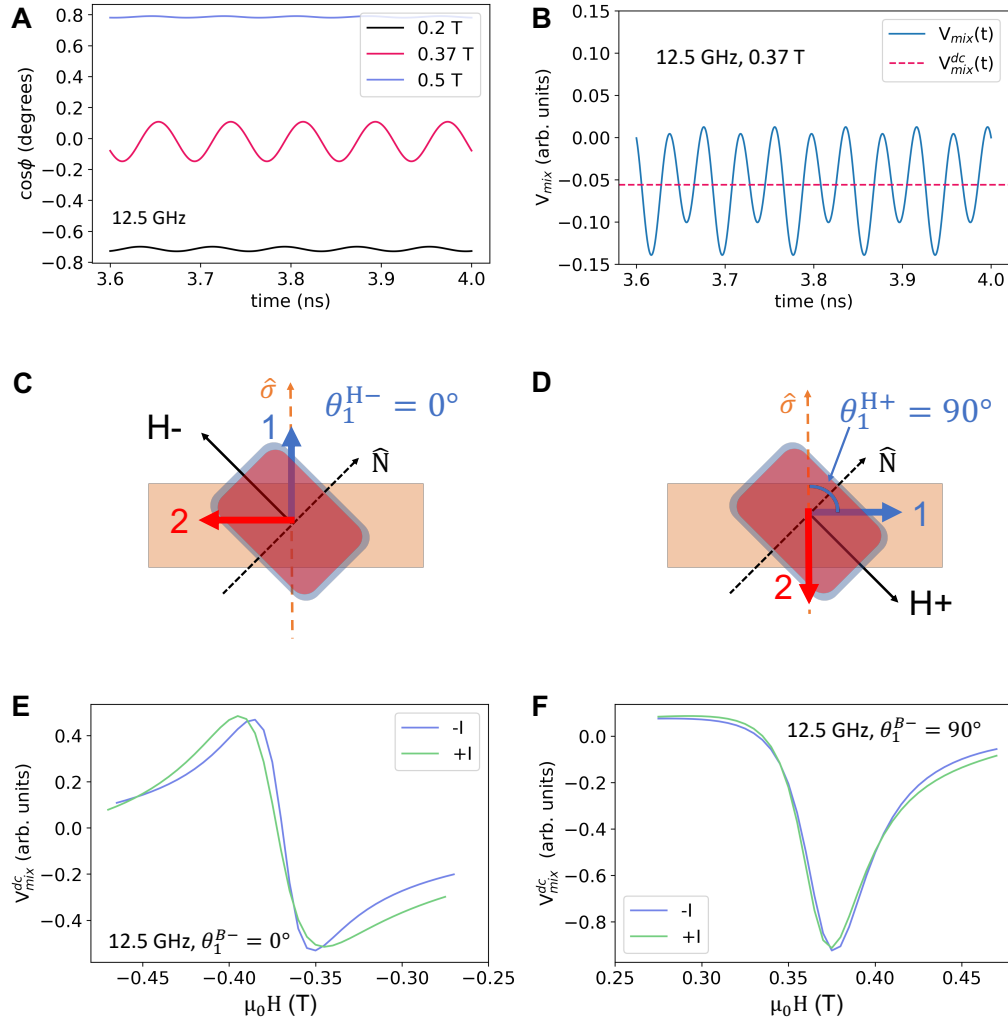 A
0.8
0.6
0.4
0.2
0.0
−0.2
−0.4
−0.6
−0.8
cosϕ (degrees)
0.2 T
0.37 T
0.5 T
12.5 GHz
3.6 3.7 3.8 3.9 4.0
time (ns)
B
0.15
0.10
0.05
0.00
−0.05
−0.10
−0.15
V_mix (arb. units)
12.5 GHz, 0.37 T
V_mix(t)
V_mix^dc(t)
3.6 3.7 3.8 3.9 4.0
time (ns)
C
σ̂
θ₁^H− = 0°
1
H-
N̂
2
D
σ̂
θ₁^H+ = 90°
N̂
1
2
H+
E
0.4
0.2
0.0
−0.2
−0.4
V_mix^dc (arb. units)
-I
+I
12.5 GHz, θ₁^B− = 0°
−0.45 −0.40 −0.35 −0.30 −0.25
μ₀H (T)
F
0.0
−0.2
−0.4
−0.6
−0.8
V_mix^dc (arb. units)
12.5 GHz, θ₁^B− = 90°
-I
+I
0.25 0.30 0.35 0.40 0.45
μ₀H (T)